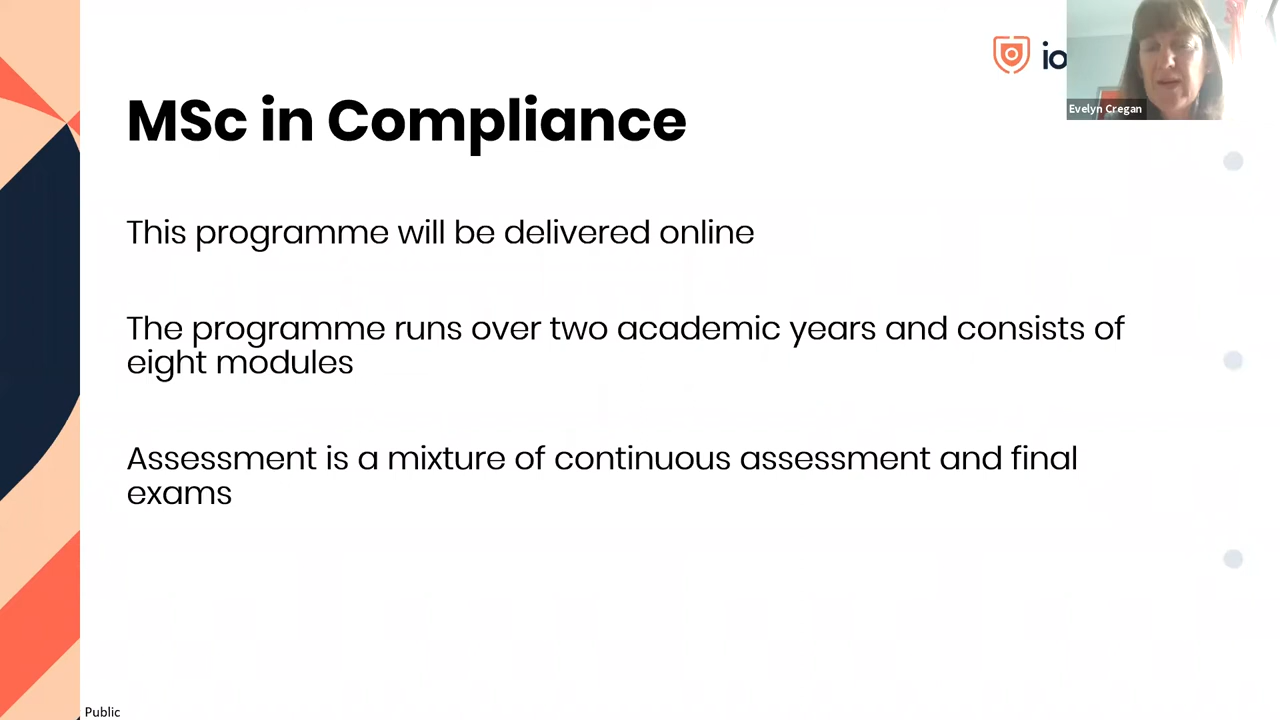 MSc in Compliance
Evelyn Cregan
This programme will be delivered online
The programme runs over two academic years and consists of
eight modules
Assessment is a mixture of continuous assessment and final
exams
Public